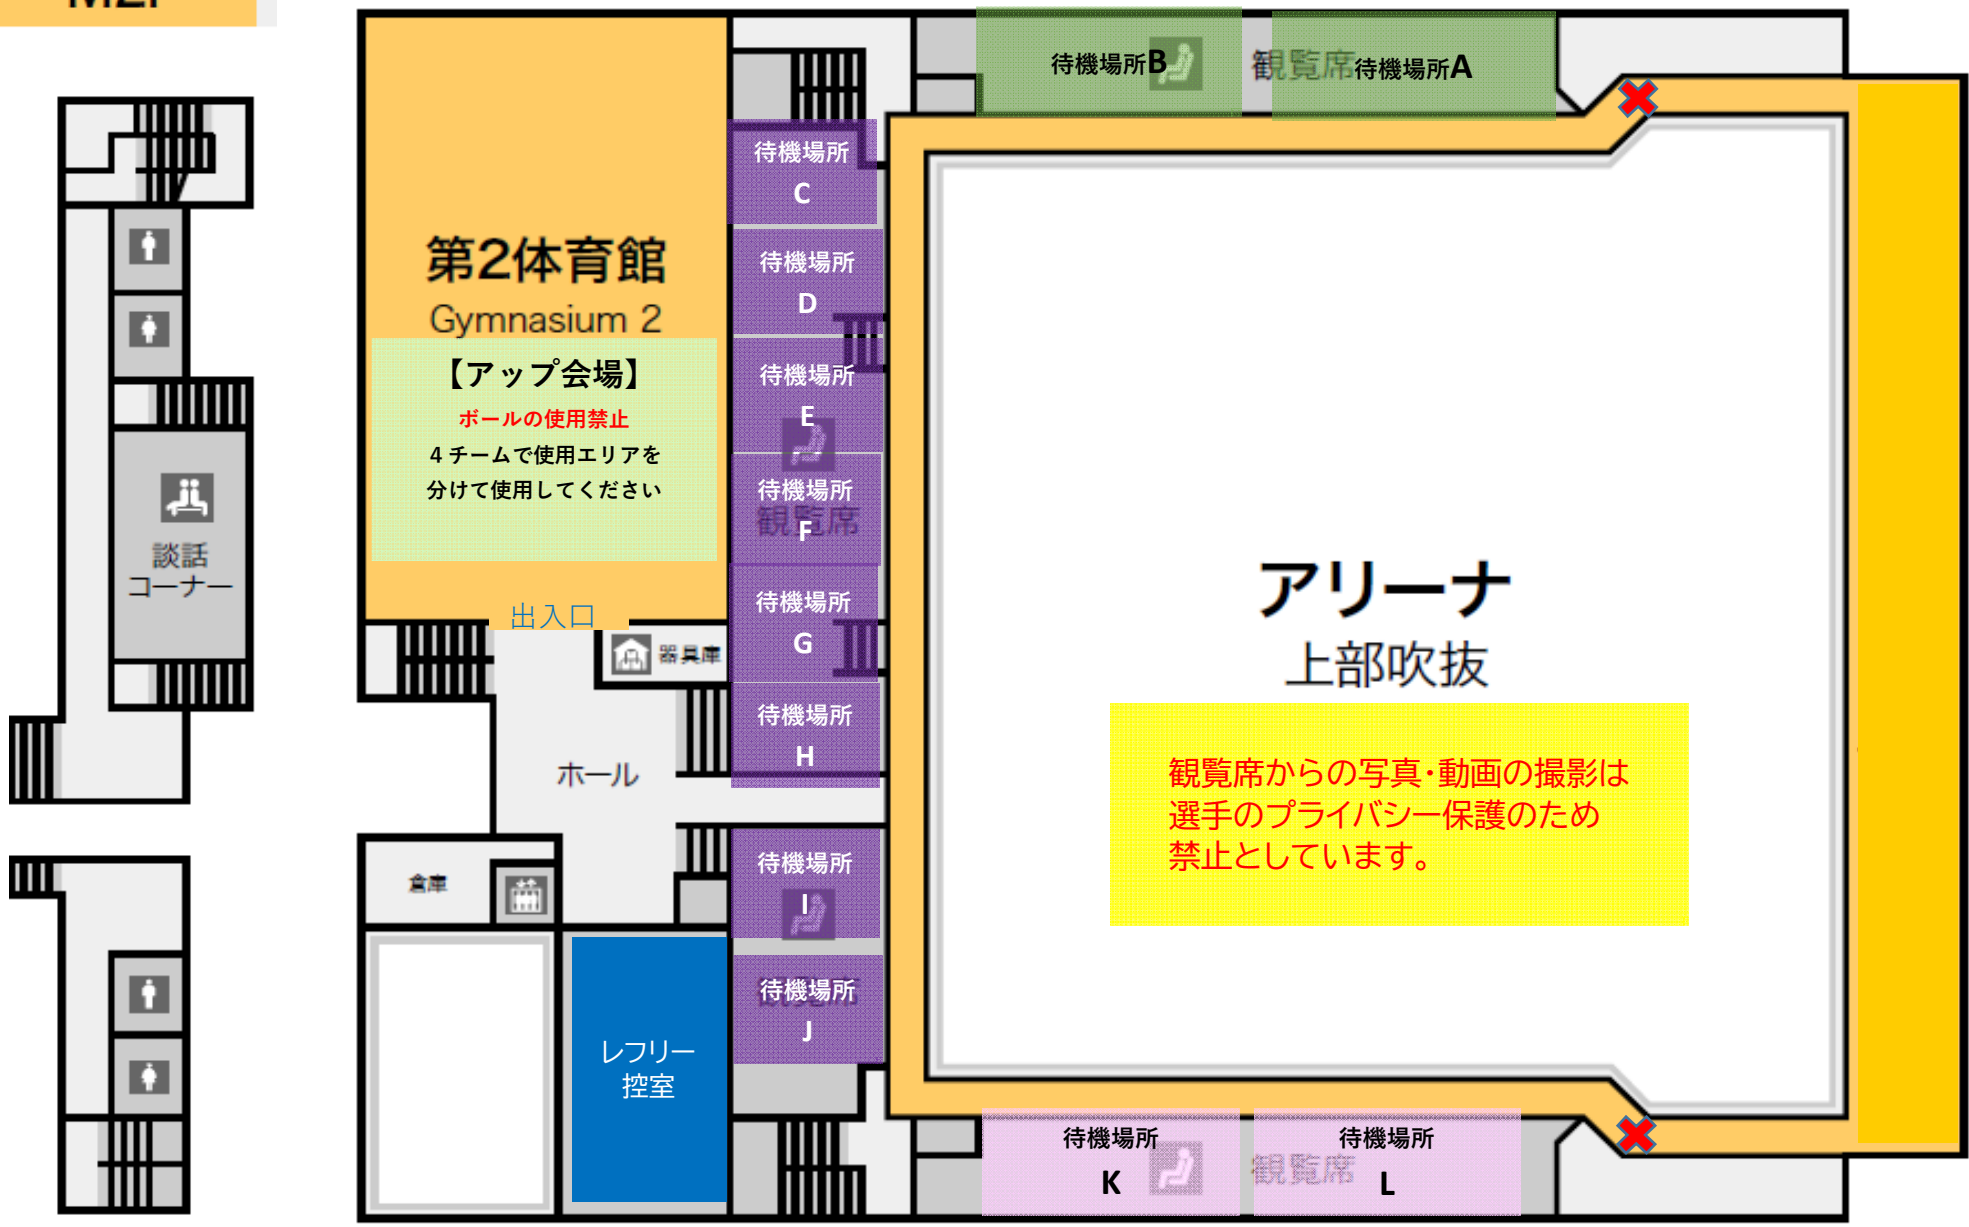 待機場所B
観覧席
待機場所A
待機場所
C
第2体育館
Gymnasium 2
待機場所
D
【アップ会場】
ボールの使用禁止
4チームで使用エリアを
分けて使用してください
待機場所
E
待機場所
観覧席
F
談話
コーナー
出入口
器具庫
待機場所
G
アリーナ
上部吹抜
待機場所
H
ホール
観覧席からの写真・動画の撮影は
選手のプライバシー保護のため
禁止としています。
倉庫
待機場所
I
待機場所
J
レフリー
控室
待機場所
K
観覧席
待機場所
L